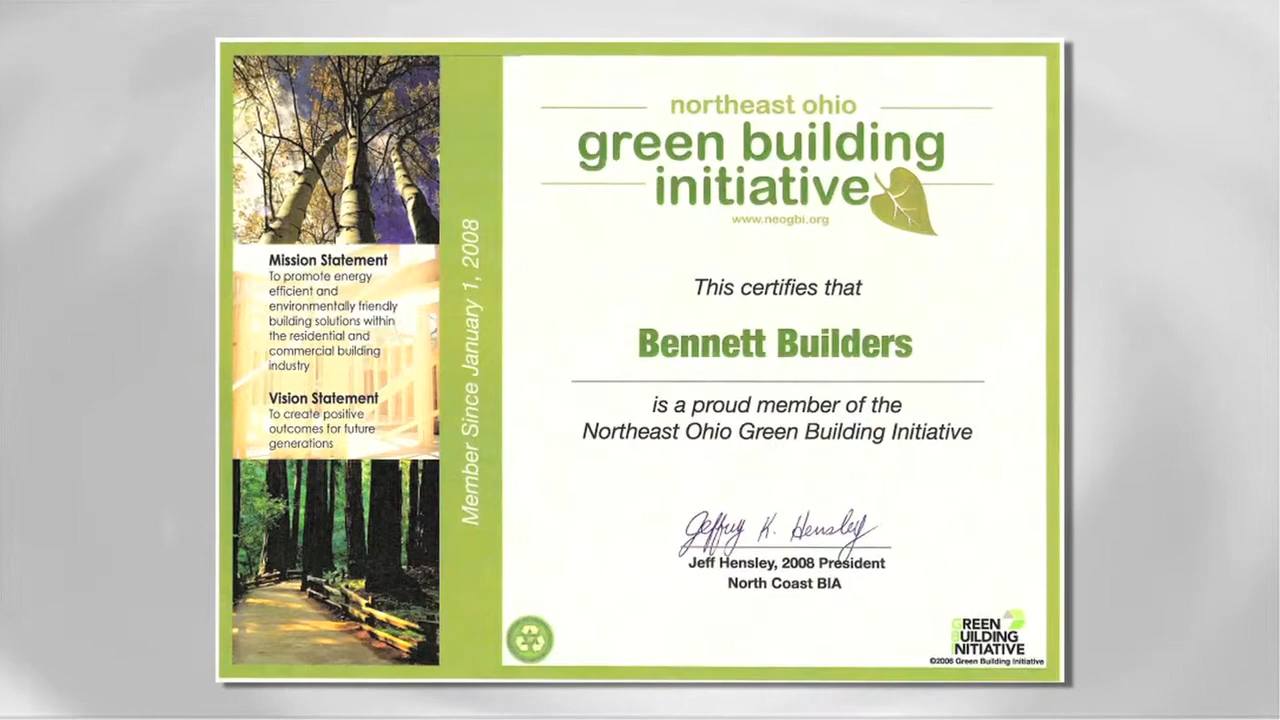 northeast ohio
green building
initiative
www.neogbi.org
Mission Statement
To promote energy
efficient and
environmentally friendly
building solutions within
the residential and
commercial building
industry
Vision Statement
To create positive
outcomes for future
generations
Member Since January 1, 2008
This certifies that
Bennett Builders
is a proud member of the
Northeast Ohio Green Building Initiative
Jeffrey K. Hensley
Jeff Hensley, 2008 President
North Coast BIA
GREEN
BUILDING
INITIATIVE
©2006 Green Building Initiative